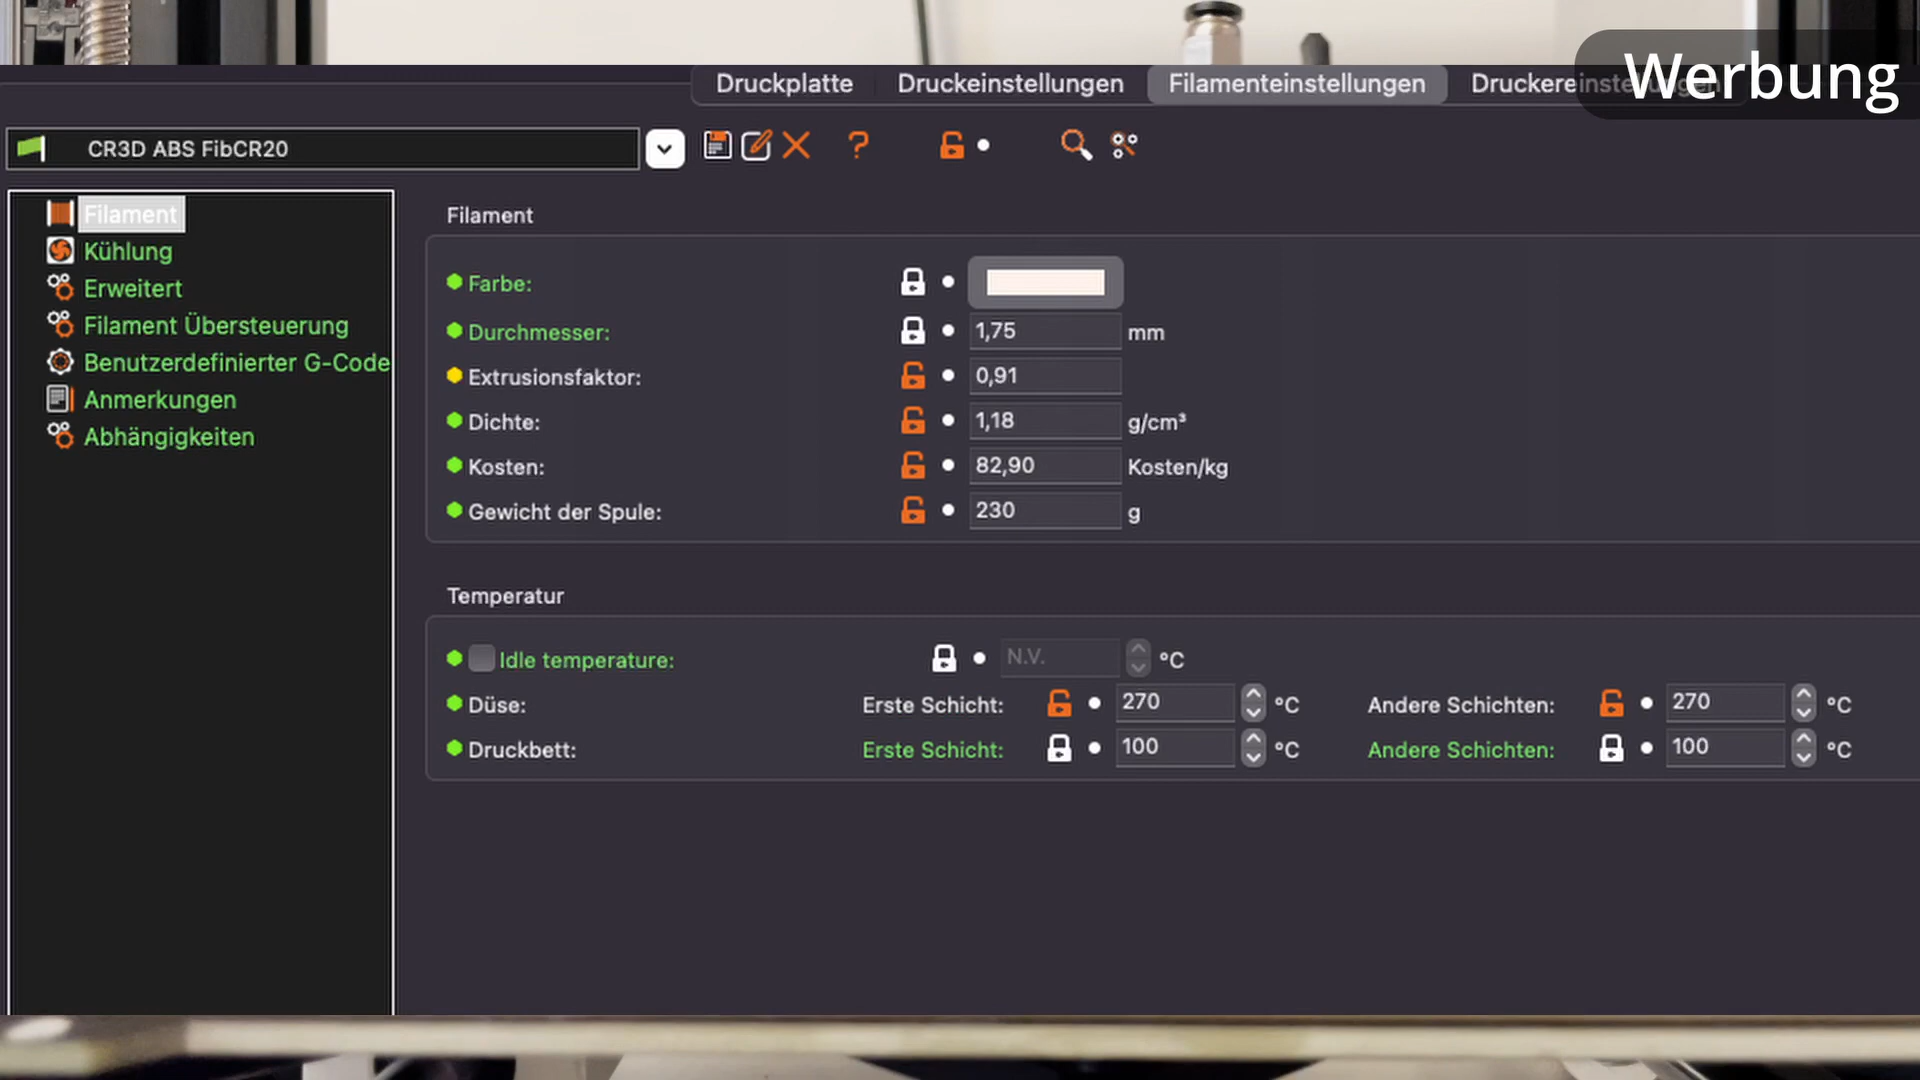 Werbung
Druckplatte Druckeinstellungen Filamenteinstellungen Druckereinstellungen
CR3D ABS FibCR20
Filament
Kühlung
Erweitert
Filament Übersteuerung
Benutzerdefinierter G-Code
Anmerkungen
Abhängigkeiten
Filament
Farbe:
Durchmesser: 1,75 mm
Extrusionsfaktor: 0,91
Dichte: 1,18 g/cm³
Kosten: 82,90 Kosten/kg
Gewicht der Spule: 230 g
Temperatur
Idle temperature: N.V. °C
Düse: Erste Schicht: 270 °C Andere Schichten: 270 °C
Druckbett: Erste Schicht: 100 °C Andere Schichten: 100 °C